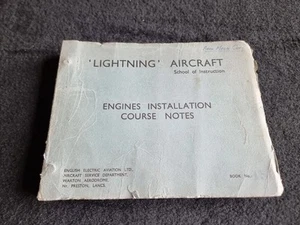 'LIGHTNING' AIRCRAFT
School of Instruction
ENGINES INSTALLATION
COURSE NOTES
ENGLISH ELECTRIC AVIATION LTD.
AIRCRAFT SERVICE DEPARTMENT,
WARTON AERODROME
Nr. PRESTON, LANCS.
BOOK No.